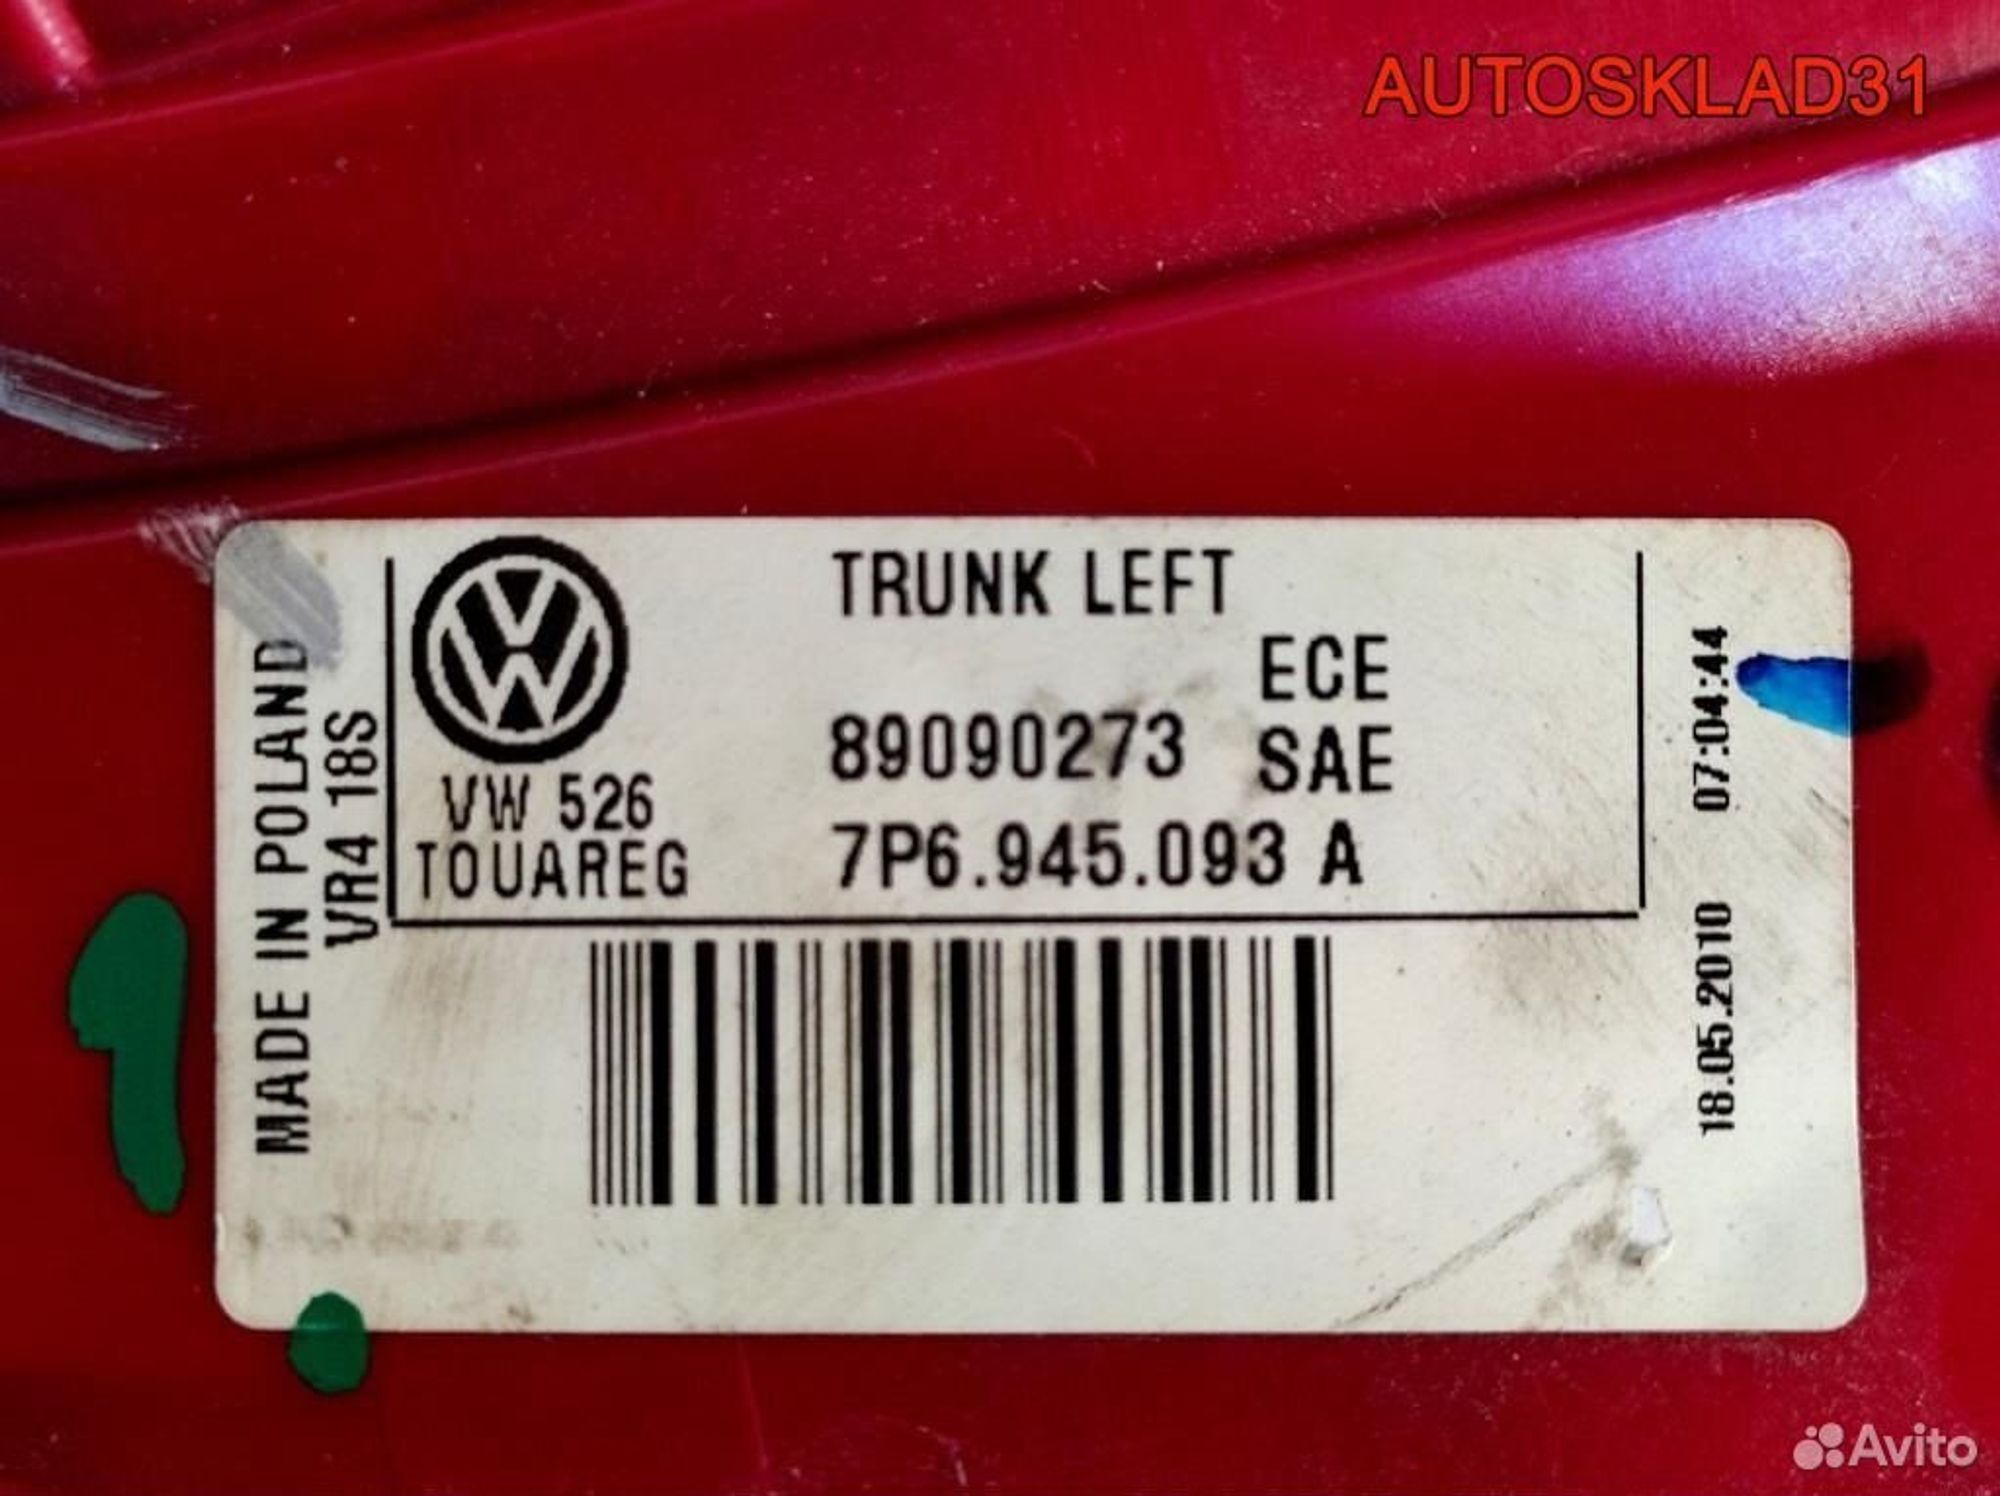 AUTOSKLAD31
TRUNK LEFT
ECE
89090273 SAE
7P6.945.093 A
VW 526
TOUAREG
MADE IN POLAND
VR4 18S
18.05.2010 07:04:44
Avito